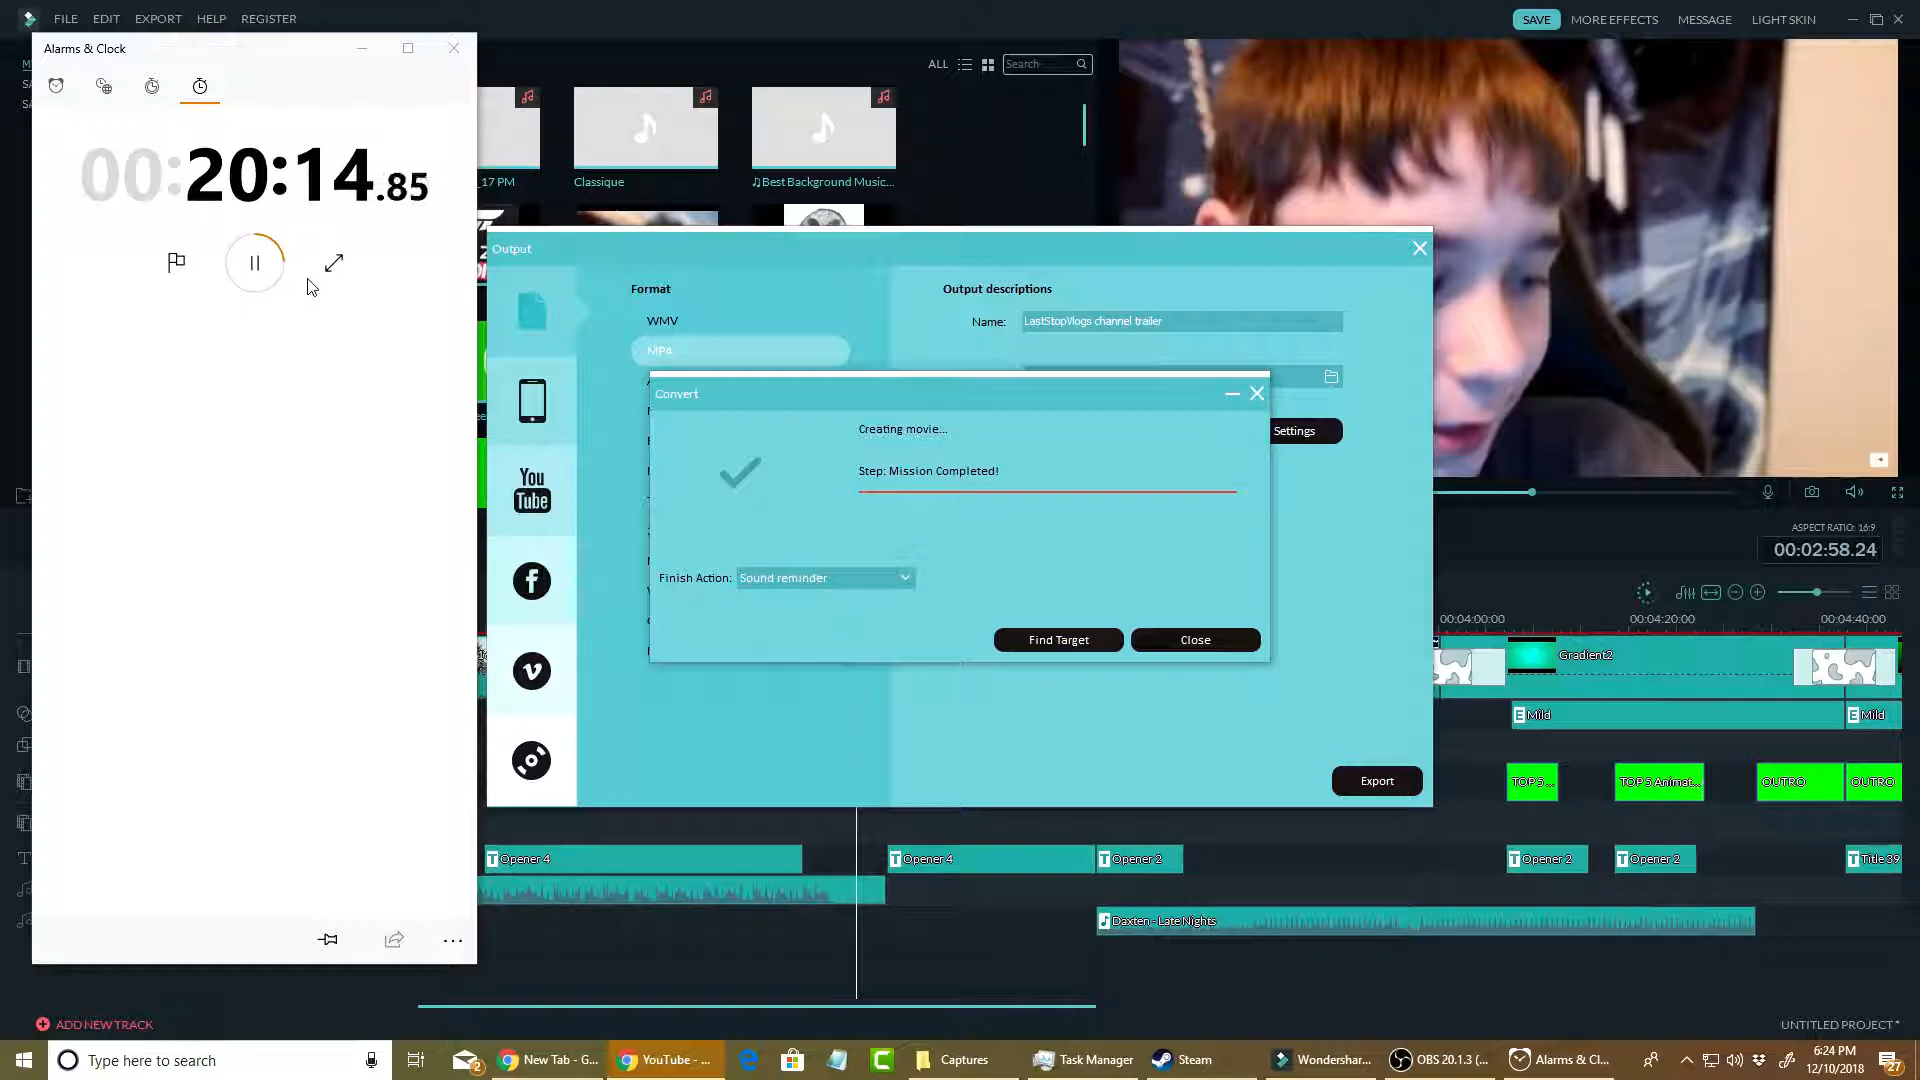 FILE EDIT EXPORT HELP REGISTER
SAVE MORE EFFECTS MESSAGE LIGHT SKIN
Alarms & Clock
ALL Search
00:20:14.85
_17 PM Classique ♫Best Background Music...
Output
Format
WMV
MP4
Output descriptions
Name: LastStopVlogs channel trailer
Settings
Convert
Creating movie...
Step: Mission Completed!
Finish Action: Sound reminder
Find Target Close
You
Tube
Export
ASPECT RATIO: 16:9
00:02:58.24
00:04:00:00 00:04:20:00 00:04:40:00
Gradient2
E Mild E Mild
TOP 5... TOP 5 Animat... OUTRO OUTRO
T Opener 4 T Opener 4 T Opener 2 T Opener 2 T Opener 2 T Title 39
Daxten - Late Nights
ADD NEW TRACK
UNTITLED PROJECT *
Type here to search
2 New Tab - G... YouTube - ... Captures Task Manager Steam Wondershar... OBS 20.1.3 (... Alarms & Cl...
6:24 PM
12/10/2018
27